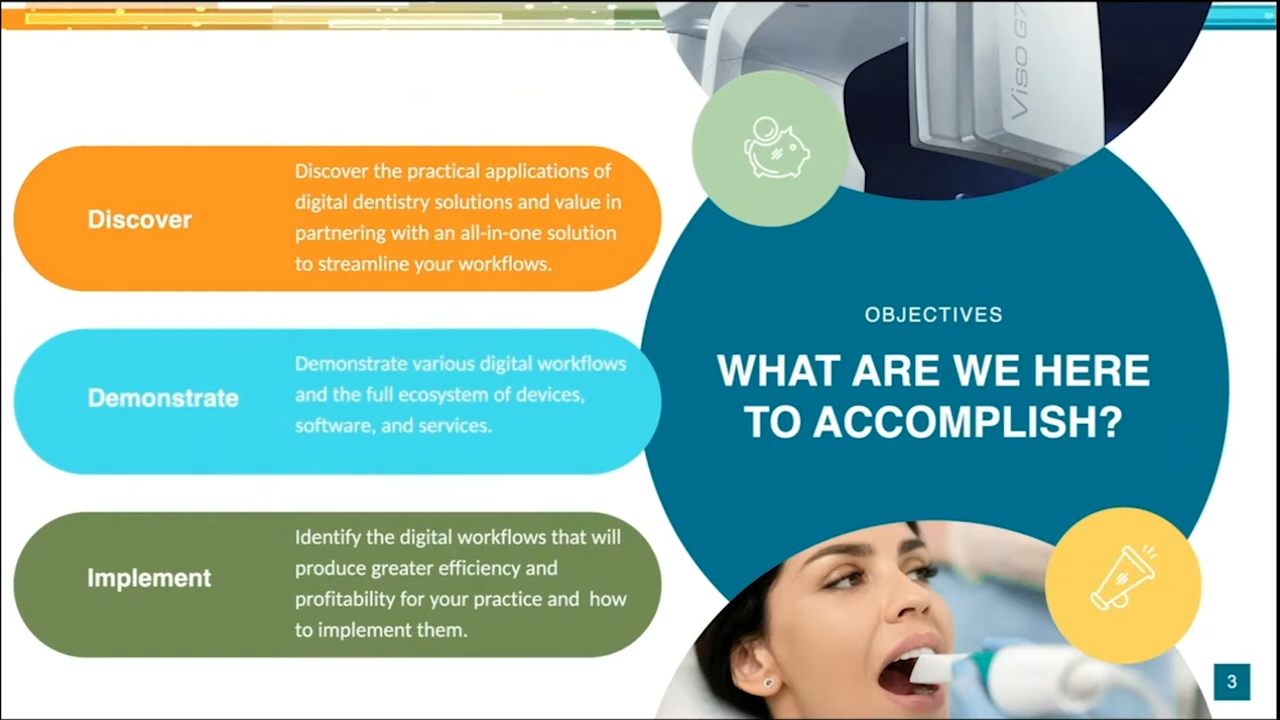 Discover
Discover the practical applications of
digital dentistry solutions and value in
partnering with an all-in-one solution
to streamline your workflows.
Demonstrate
Demonstrate various digital workflows
and the full ecosystem of devices,
software, and services.
Implement
Identify the digital workflows that will
produce greater efficiency and
profitability for your practice and how
to implement them.
Viso G7
OBJECTIVES
WHAT ARE WE HERE
TO ACCOMPLISH?
3